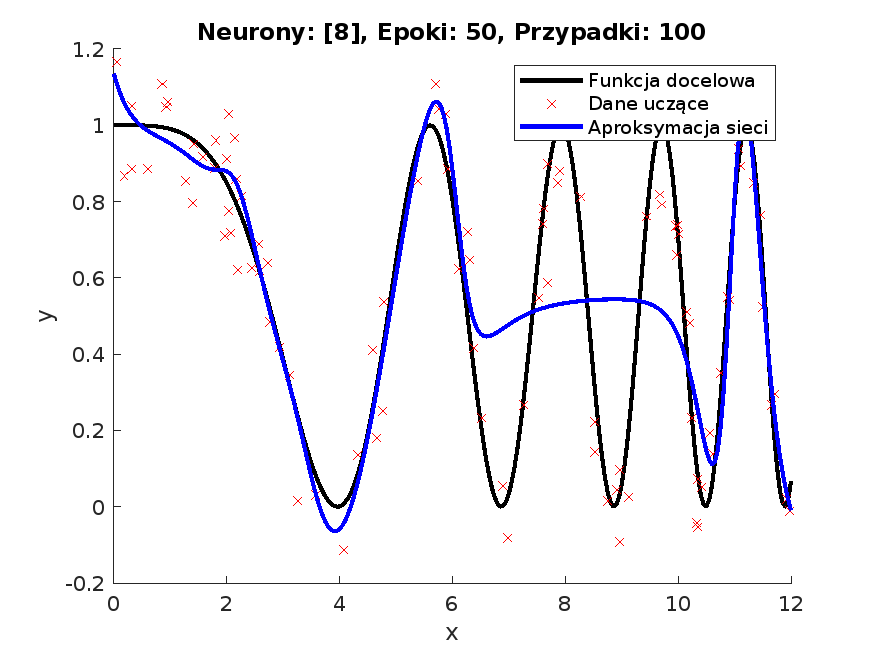 Neurony: [8], Epoki: 50, Przypadki: 100
Funkcja docelowa
Dane uczące
Aproksymacja sieci
y
1.2
1
0.8
0.6
0.4
0.2
0
-0.2
0 2 4 6 8 10 12
x